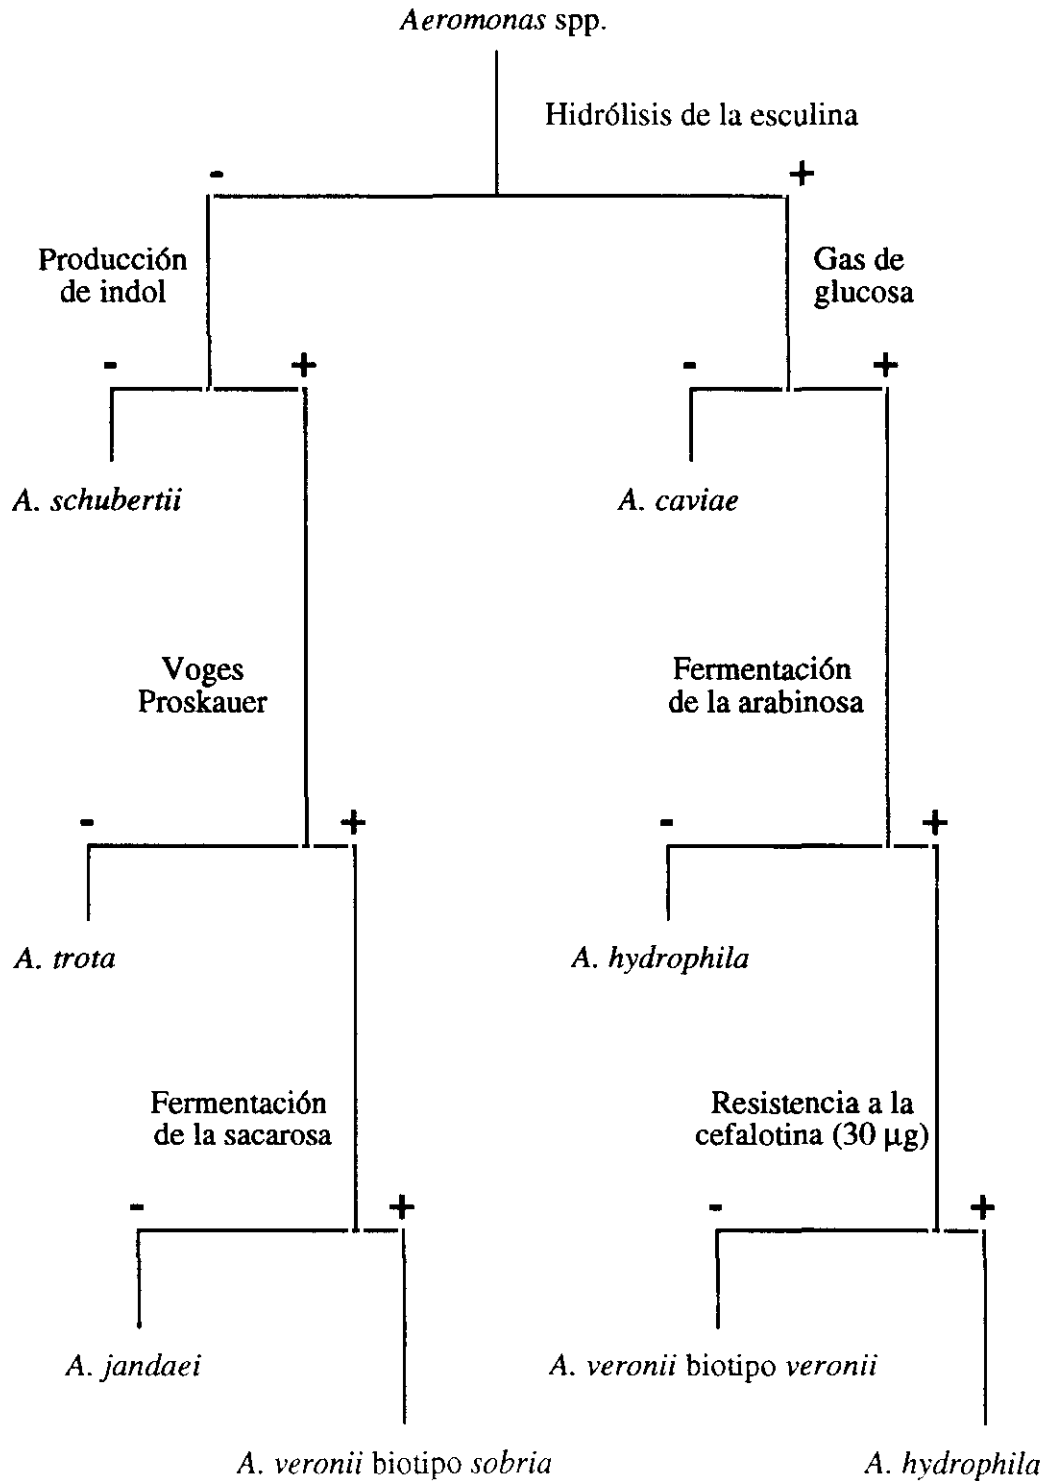 Aeromonas spp.
Hidrólisis de la esculina
- +
Producción
de indol
Gas de
glucosa
- + - +
A. schubertii A. caviae
Voges
Proskauer
Fermentación
de la arabinosa
- + - +
A. trota A. hydrophila
Fermentación
de la sacarosa
Resistencia a la
cefalotina (30 µg)
- + - +
A. jandaei A. veronii biotipo veronii
A. veronii biotipo sobria A. hydrophila